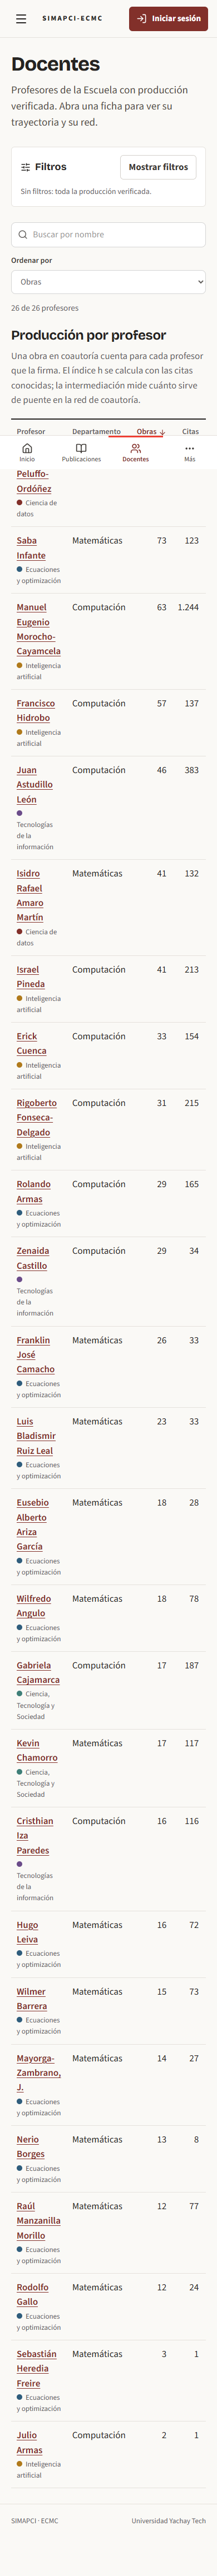 SIMAPCI-ECMC
Iniciar sesión
Docentes
Profesores de la Escuela con producción
verificada. Abra una ficha para ver su
trayectoria y su red.
Filtros
Mostrar filtros
Sin filtros: toda la producción verificada.
Buscar por nombre
Ordenar por
Obras
26 de 26 profesores
Producción por profesor
Una obra en coautoría cuenta para cada profesor
que la firma. El índice h se calcula con las citas
conocidas; la intermediación mide cuánto sirve
de puente en la red de coautoría.
Profesor Departamento Obras ↓ Citas
Inicio Publicaciones Docentes Más
Peluffo-
Ordóñez
Ciencia de
datos
Saba Matemáticas 73 123
Infante
Ecuaciones
y optimización
Manuel Computación 63 1.244
Eugenio
Morocho-
Cayamcela
Inteligencia
artificial
Francisco Computación 57 137
Hidrobo
Inteligencia
artificial
Juan Computación 46 383
Astudillo
León
Tecnologías
de la
información
Isidro Matemáticas 41 132
Rafael
Amaro
Martín
Ciencia de
datos
Israel Computación 41 213
Pineda
Inteligencia
artificial
Erick Computación 33 154
Cuenca
Inteligencia
artificial
Rigoberto Computación 31 215
Fonseca-
Delgado
Inteligencia
artificial
Rolando Computación 29 165
Armas
Ecuaciones
y optimización
Zenaida Computación 29 34
Castillo
Tecnologías
de la
información
Franklin Matemáticas 26 33
José
Camacho
Ecuaciones
y optimización
Luis Matemáticas 23 33
Bladismir
Ruiz Leal
Ecuaciones
y optimización
Eusebio Matemáticas 18 28
Alberto
Ariza
García
Ecuaciones
y optimización
Wilfredo Matemáticas 18 78
Angulo
Ecuaciones
y optimización
Gabriela Computación 17 187
Cajamarca
Ciencia,
Tecnología y
Sociedad
Kevin Matemáticas 17 117
Chamorro
Ciencia,
Tecnología y
Sociedad
Cristhian Computación 16 116
Iza
Paredes
Tecnologías
de la
información
Hugo Matemáticas 16 72
Leiva
Ecuaciones
y optimización
Wilmer Matemáticas 15 73
Barrera
Ecuaciones
y optimización
Mayorga- Matemáticas 14 27
Zambrano,
J.
Ecuaciones
y optimización
Nerio Matemáticas 13 8
Borges
Ecuaciones
y optimización
Raúl Matemáticas 12 77
Manzanilla
Morillo
Ecuaciones
y optimización
Rodolfo Matemáticas 12 24
Gallo
Ecuaciones
y optimización
Sebastián Matemáticas 3 1
Heredia
Freire
Ecuaciones
y optimización
Julio Computación 2 1
Armas
Inteligencia
artificial
SIMAPCI · ECMC Universidad Yachay Tech